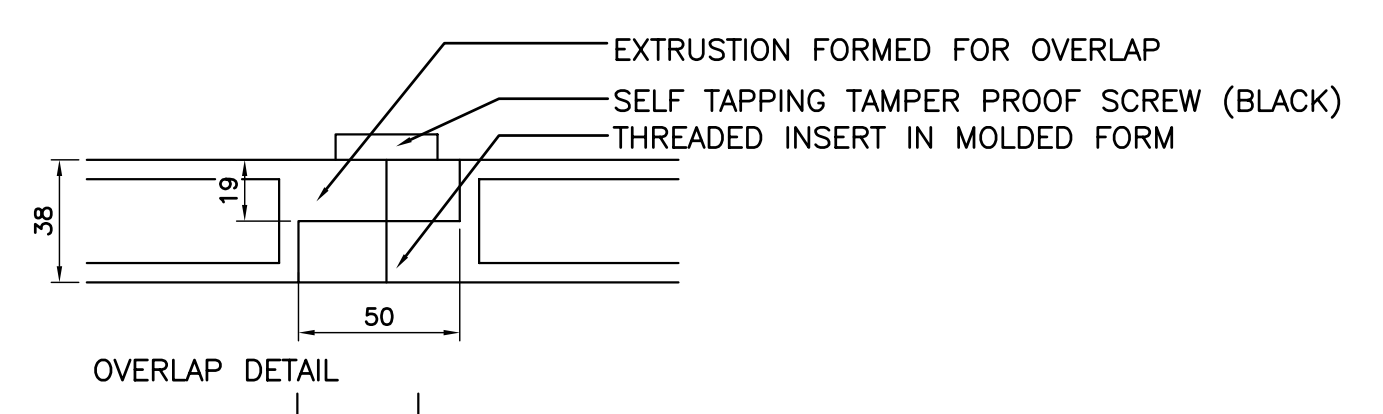 EXTRUSTION FORMED FOR OVERLAP
SELF TAPPING TAMPER PROOF SCREW (BLACK)
THREADED INSERT IN MOLDED FORM
19
38
50
OVERLAP DETAIL